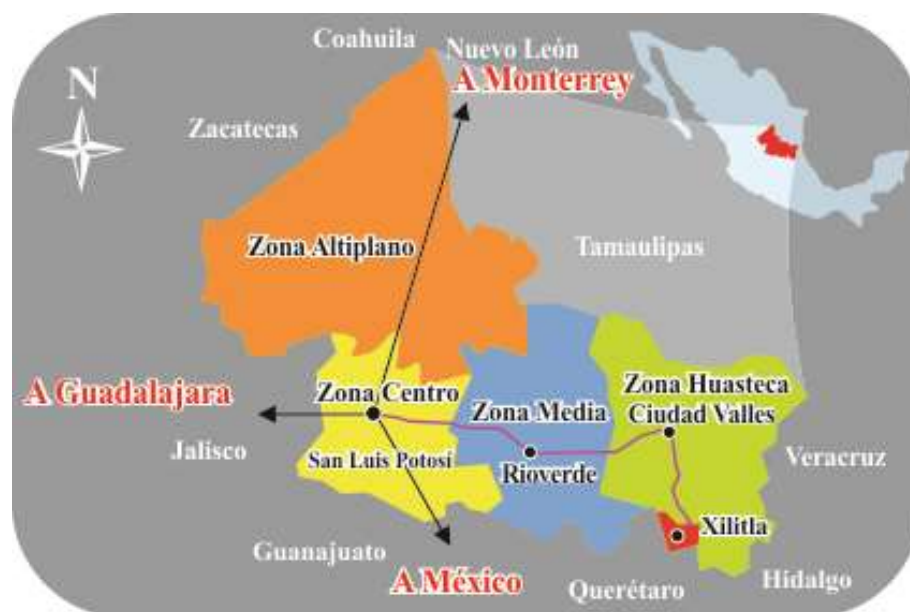 Coahuila
Nuevo León
A Monterrey
N
Zacatecas
Zona Altiplano
Tamaulipas
A Guadalajara
Zona Centro
Zona Media
Zona Huasteca
Ciudad Valles
Jalisco
San Luis Potosí
Rioverde
Veracruz
Xilitla
Guanajuato
A México
Querétaro
Hidalgo